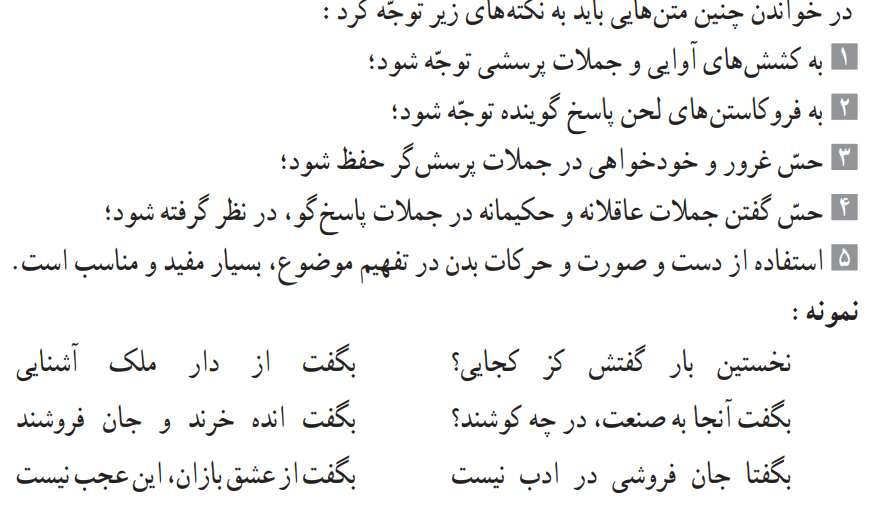 در خواندن چنین متن‌هایی باید به نکته‌های زیر توجّه کرد :
۱ به کشش‌های آوایی و جملات پرسشی توجّه شود؛
۲ به فروکاستن‌های لحن پاسخ گوینده توجّه شود؛
۳ حسّ غرور و خودخواهی در جملات پرسش‌گر حفظ شود؛
۴ حسّ گفتن جملات عاقلانه و حکیمانه در جملات پاسخ‌گو، در نظر گرفته شود؛
۵ استفاده از دست و صورت و حرکات بدن در تفهیم موضوع، بسیار مفید و مناسب است.
نمونه :
نخستین بار گفتش کز کجایی؟ بگفت از دار ملک آشنایی
بگفت آنجا به صنعت، در چه کوشند؟ بگفت انده خرند و جان فروشند
بگفتا جان فروشی در ادب نیست بگفت از عشق بازان، این عجب نیست